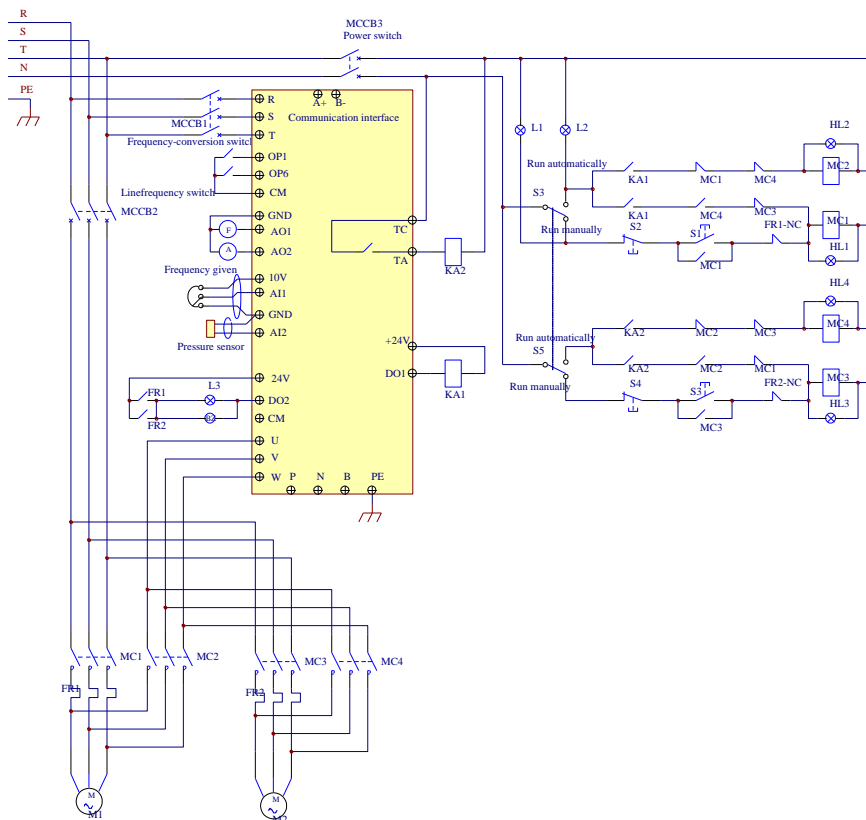 R
S
T
N
PE
MCCB3
Power switch
MCCB1
Frequency-conversion switch
Linefrequency switch
MCCB2
R
S
T
OP1
OP6
CM
GND
AO1
AO2
10V
AI1
GND
AI2
24V
DO2
CM
U
V
W
A+ B-
Communication interface
TC
TA
+24V
DO1
P N B PE
F
A
Frequency given
Pressure sensor
FR1
FR2
L3
KA2
KA1
L1
L2
Run automatically
S3
Run manually
Run automatically
S5
Run manually
KA1
MC1
MC4
MC2
HL2
KA1
MC4
MC3
MC1
S2
S1
FR1-NC
HL1
MC1
HL4
KA2
MC2
MC3
MC4
KA2
MC2
MC1
MC3
S4
S3
FR2-NC
HL3
MC3
MC1
MC2
MC3
MC4
FR1
FR2
M
M1
M
M2